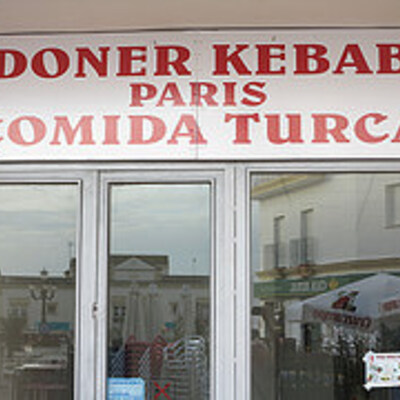 DONER KEBAB
PARIS
COMIDA TURCA